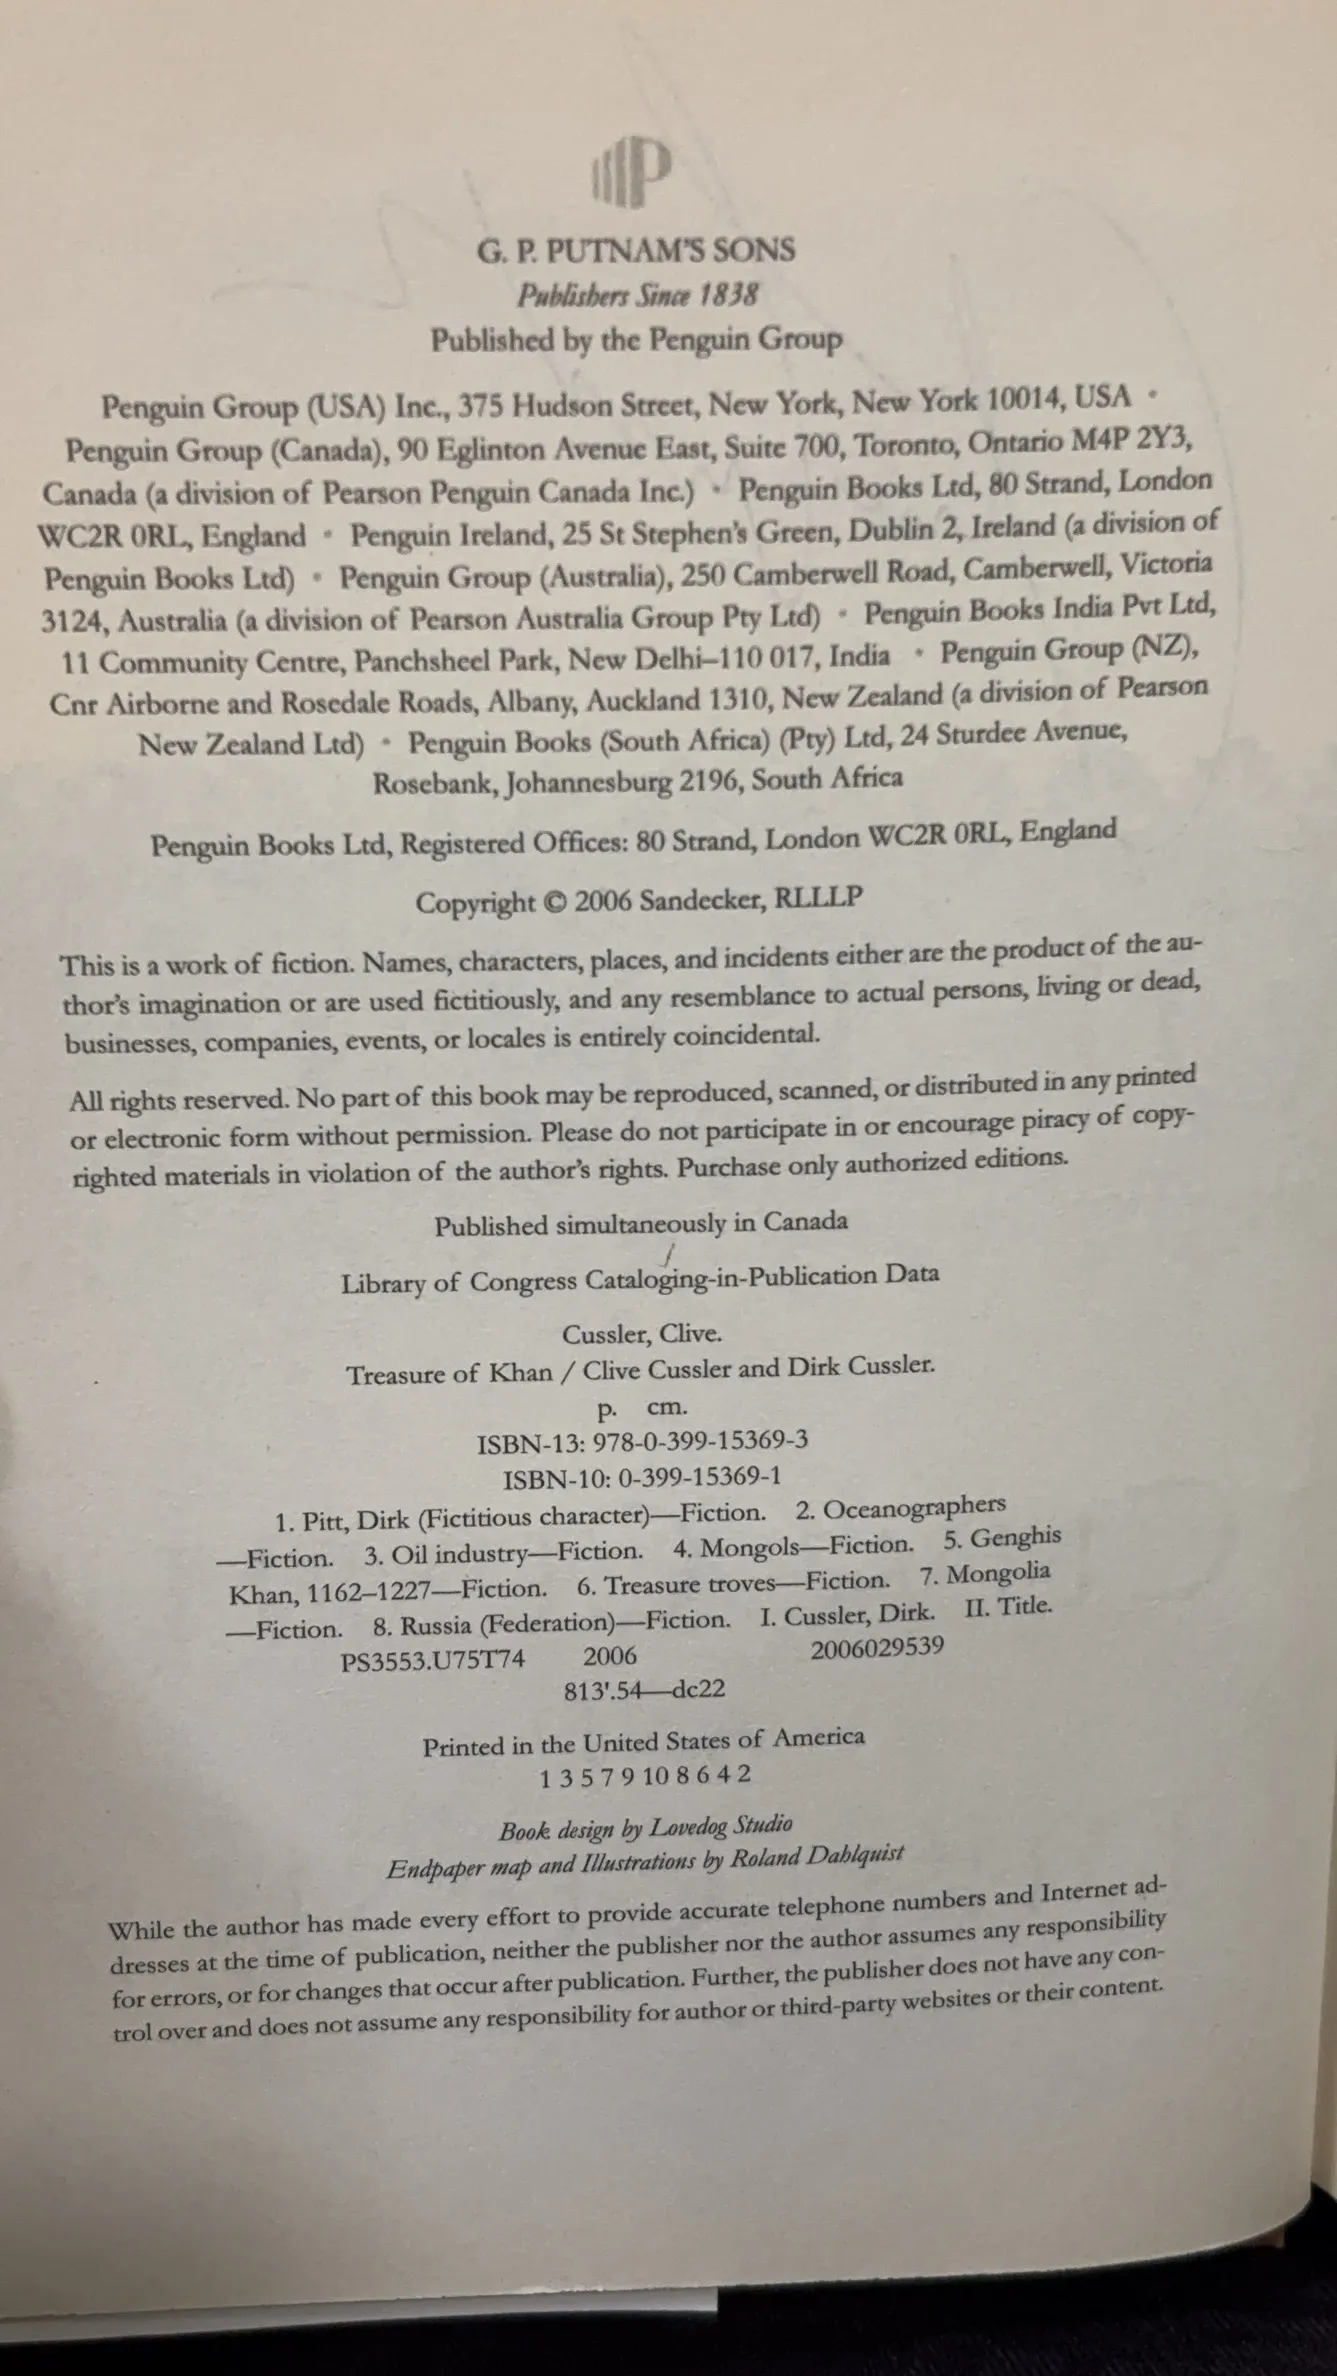 P
G. P. PUTNAM'S SONS
Publishers Since 1838
Published by the Penguin Group
Penguin Group (USA) Inc., 375 Hudson Street, New York, New York 10014, USA •
Penguin Group (Canada), 90 Eglinton Avenue East, Suite 700, Toronto, Ontario M4P 2Y3,
Canada (a division of Pearson Penguin Canada Inc.) • Penguin Books Ltd, 80 Strand, London
WC2R 0RL, England • Penguin Ireland, 25 St Stephen's Green, Dublin 2, Ireland (a division of
Penguin Books Ltd) • Penguin Group (Australia), 250 Camberwell Road, Camberwell, Victoria
3124, Australia (a division of Pearson Australia Group Pty Ltd) • Penguin Books India Pvt Ltd,
11 Community Centre, Panchsheel Park, New Delhi–110 017, India • Penguin Group (NZ),
Cnr Airborne and Rosedale Roads, Albany, Auckland 1310, New Zealand (a division of Pearson
New Zealand Ltd) • Penguin Books (South Africa) (Pty) Ltd, 24 Sturdee Avenue,
Rosebank, Johannesburg 2196, South Africa
Penguin Books Ltd, Registered Offices: 80 Strand, London WC2R 0RL, England
Copyright © 2006 Sandecker, RLLLP
This is a work of fiction. Names, characters, places, and incidents either are the product of the au-
thor's imagination or are used fictitiously, and any resemblance to actual persons, living or dead,
businesses, companies, events, or locales is entirely coincidental.
All rights reserved. No part of this book may be reproduced, scanned, or distributed in any printed
or electronic form without permission. Please do not participate in or encourage piracy of copy-
righted materials in violation of the author's rights. Purchase only authorized editions.
Published simultaneously in Canada
Library of Congress Cataloging-in-Publication Data
Cussler, Clive.
Treasure of Khan / Clive Cussler and Dirk Cussler.
p. cm.
ISBN-13: 978-0-399-15369-3
ISBN-10: 0-399-15369-1
1. Pitt, Dirk (Fictitious character)—Fiction. 2. Oceanographers
—Fiction. 3. Oil industry—Fiction. 4. Mongols—Fiction. 5. Genghis
Khan, 1162–1227—Fiction. 6. Treasure troves—Fiction. 7. Mongolia
—Fiction. 8. Russia (Federation)—Fiction. I. Cussler, Dirk. II. Title.
PS3553.U75T74 2006 2006029539
813'.54—dc22
Printed in the United States of America
1 3 5 7 9 10 8 6 4 2
Book design by Lovedog Studio
Endpaper map and Illustrations by Roland Dahlquist
While the author has made every effort to provide accurate telephone numbers and Internet ad-
dresses at the time of publication, neither the publisher nor the author assumes any responsibility
for errors, or for changes that occur after publication. Further, the publisher does not have any con-
trol over and does not assume any responsibility for author or third-party websites or their content.